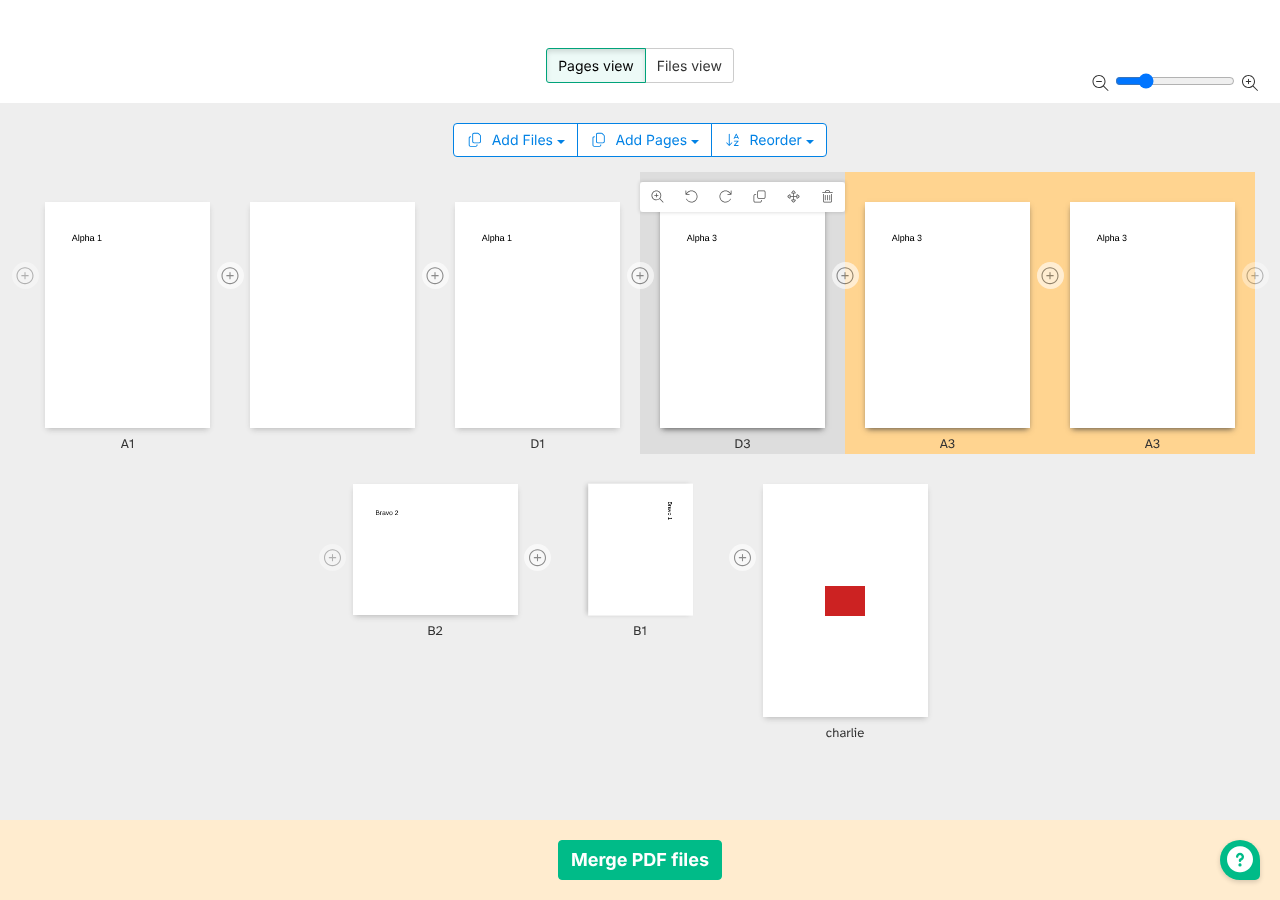 Pages view Files view
Add Files Add Pages Reorder
Alpha 1
Alpha 1
Alpha 3
Alpha 3
Alpha 3
A1
D1
D3
A3
A3
Bravo 2
Bravo 1
B2
B1
charlie
Merge PDF files